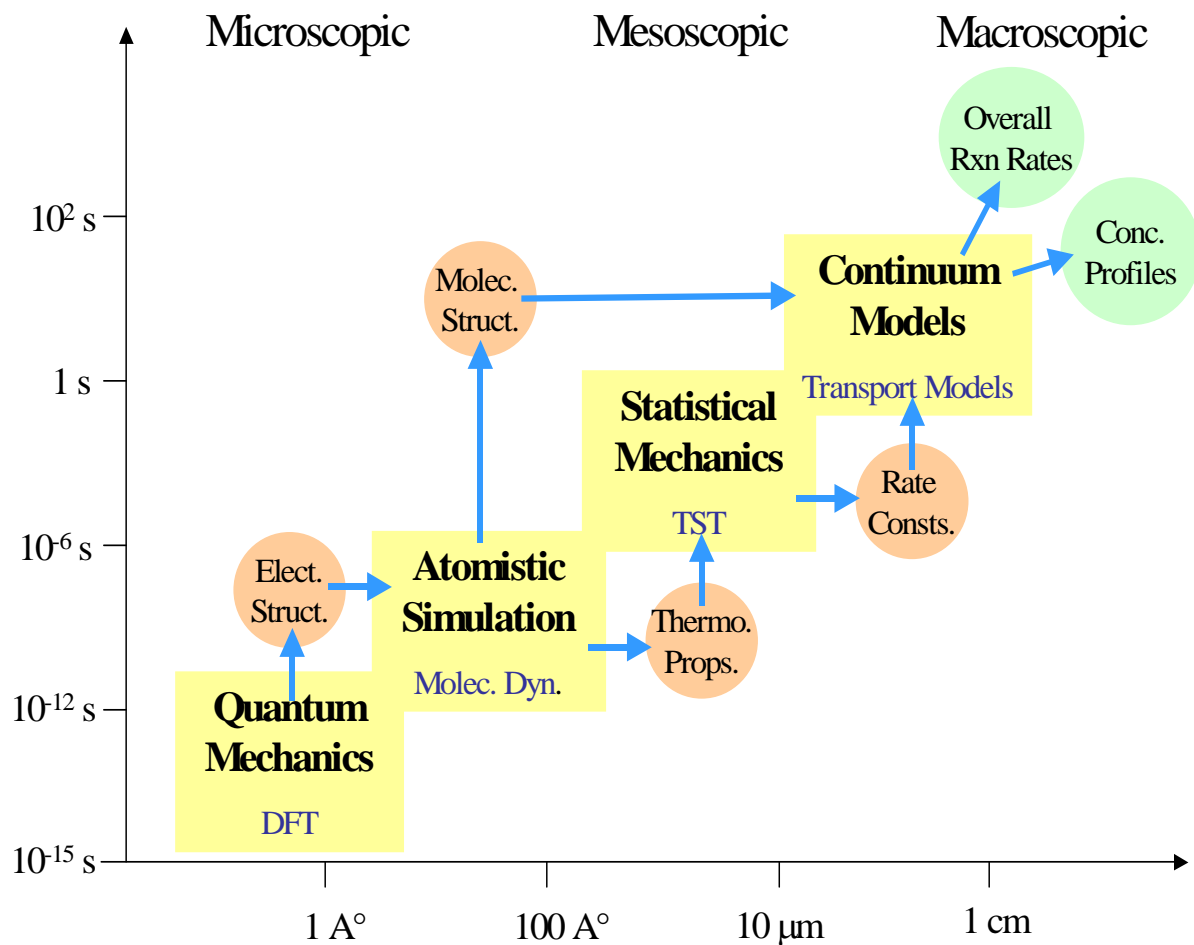 Microscopic
Mesoscopic
Macroscopic
Overall
Rxn Rates
10² s
Conc.
Profiles
Continuum
Models
Transport Models
Molec.
Struct.
1 s
Statistical
Mechanics
TST
Rate
Consts.
10⁻⁶ s
Elect.
Struct.
Atomistic
Simulation
Molec. Dyn.
Thermo.
Props.
10⁻¹² s
Quantum
Mechanics
DFT
10⁻¹⁵ s
1 A°
100 A°
10 μm
1 cm